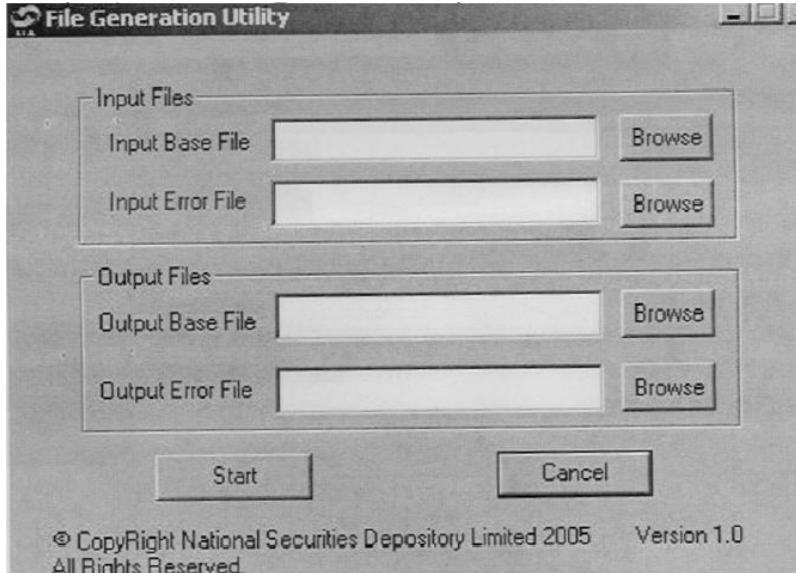 File Generation Utility
Input Files
Input Base File
Browse
Input Error File
Browse
Output Files
Output Base File
Browse
Output Error File
Browse
Start
Cancel
© CopyRight National Securities Depository Limited 2005 Version 1.0
All Rights Reserved.